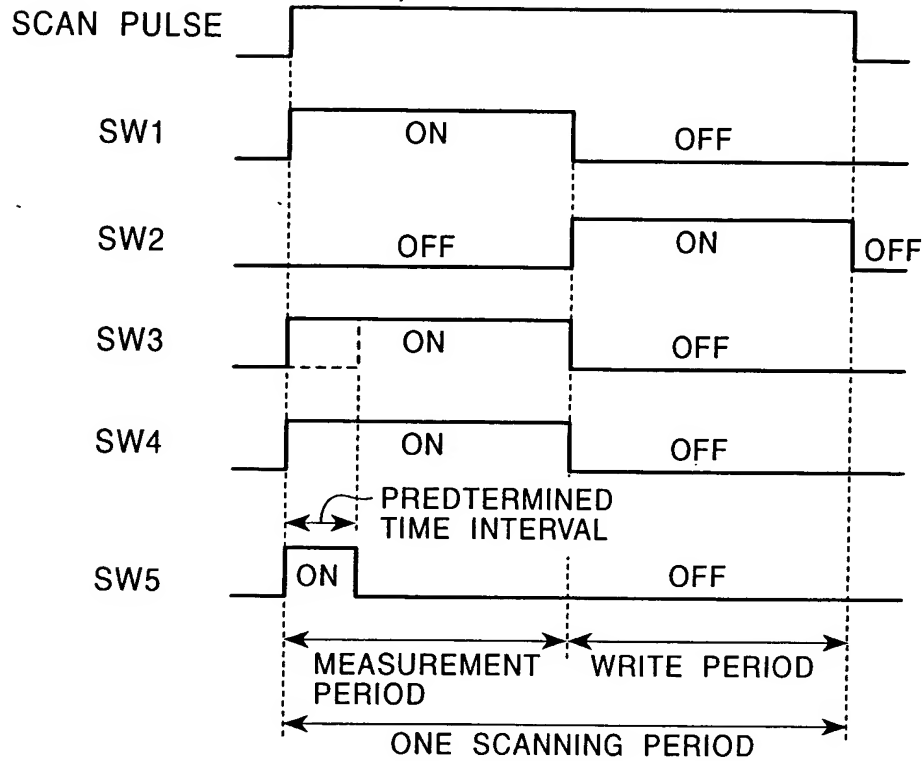 SCAN PULSE
SW1
ON
OFF
SW2
OFF
ON
OFF
SW3
ON
OFF
SW4
ON
OFF
PREDTERMINED
TIME INTERVAL
SW5
ON
OFF
MEASUREMENT
PERIOD
WRITE PERIOD
ONE SCANNING PERIOD